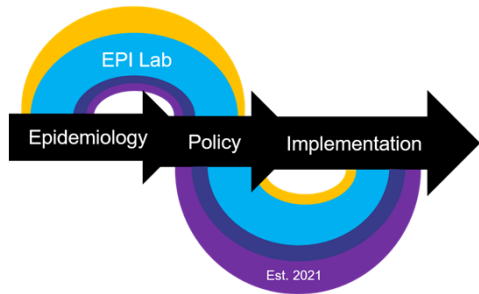 EPI Lab
Epidemiology
Policy
Implementation
Est. 2021